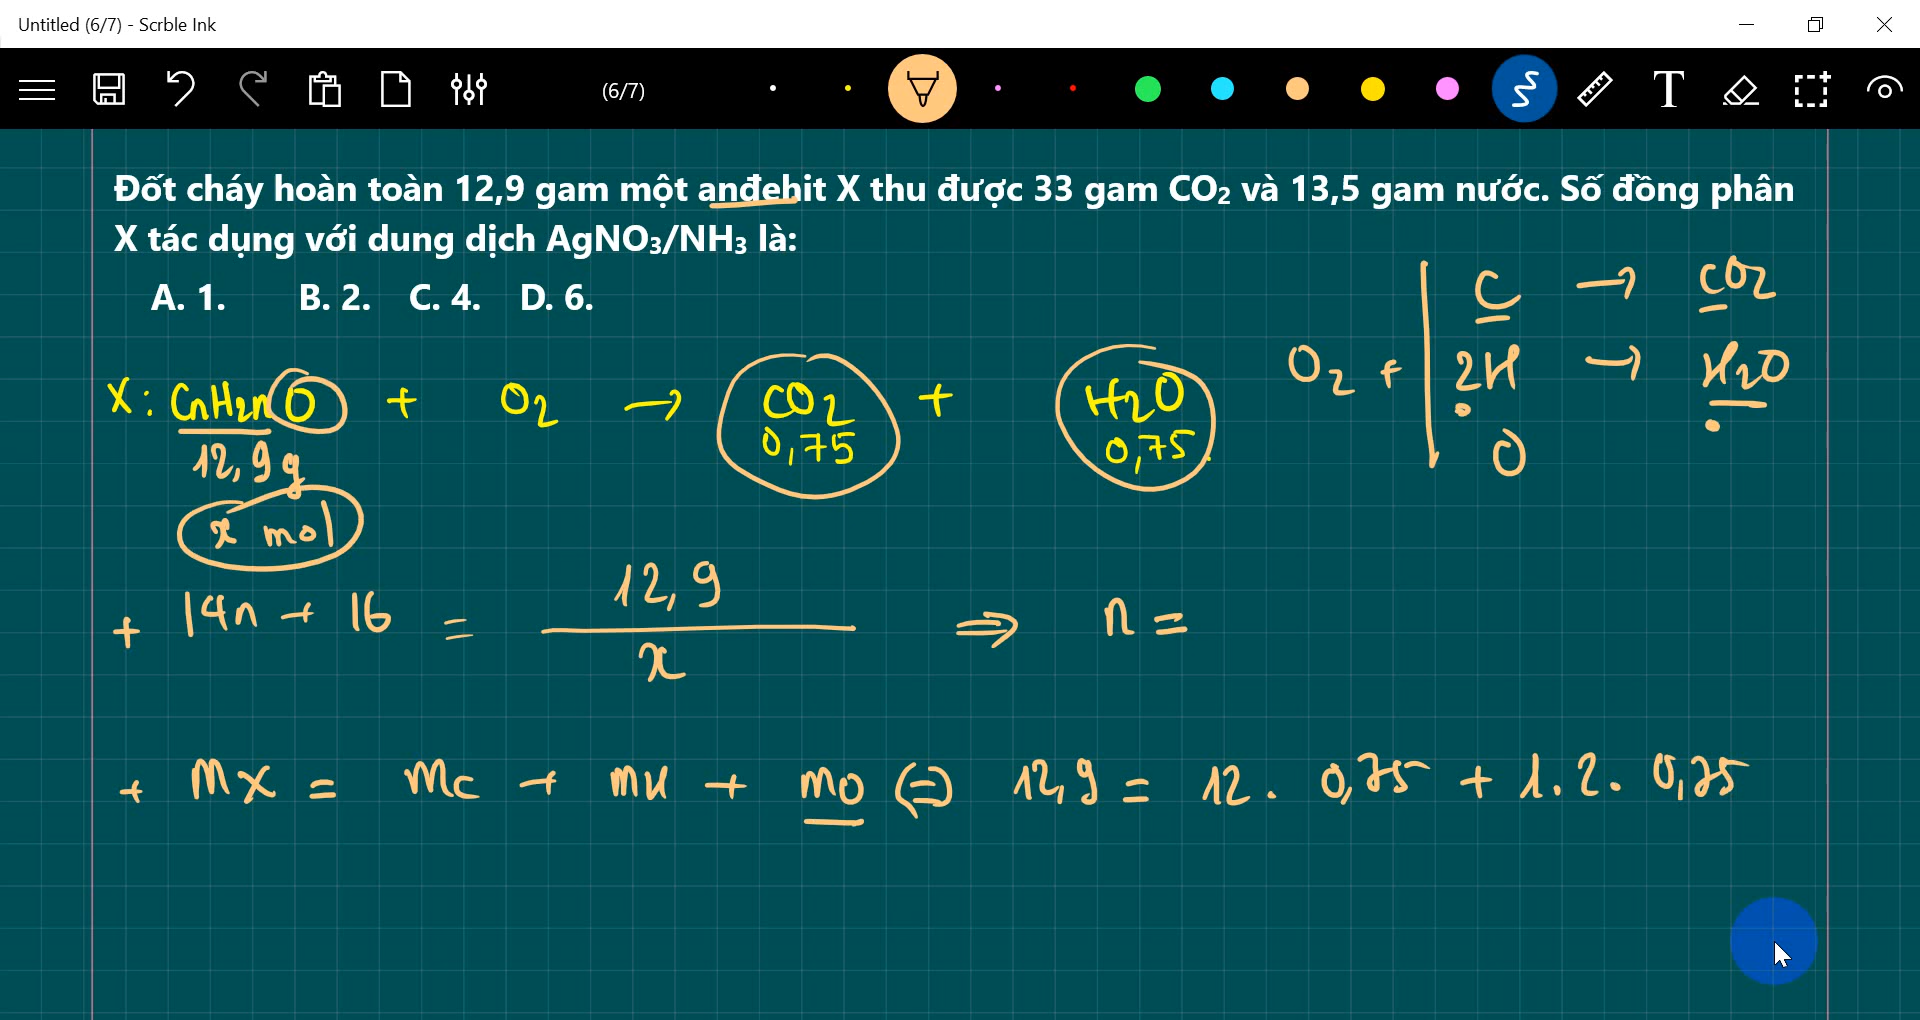 Untitled (6/7) - Scrble Ink
(6/7)
T
Đốt cháy hoàn toàn 12,9 gam một anđehit X thu được 33 gam CO₂ và 13,5 gam nước. Số đồng phân
X tác dụng với dung dịch AgNO₃/NH₃ là:
A. 1. B. 2. C. 4. D. 6.
O2 + | C → CO2
2H → H2O
O
X: CnH2nO + O2 → CO2 + H2O
12,9g 0,75 0,75
x mol
+ 14n + 16 = 12,9 / x ⇒ n =
+ mX = mC + mH + mO (=) 12,9 = 12. 0,75 + 1. 2. 0,75